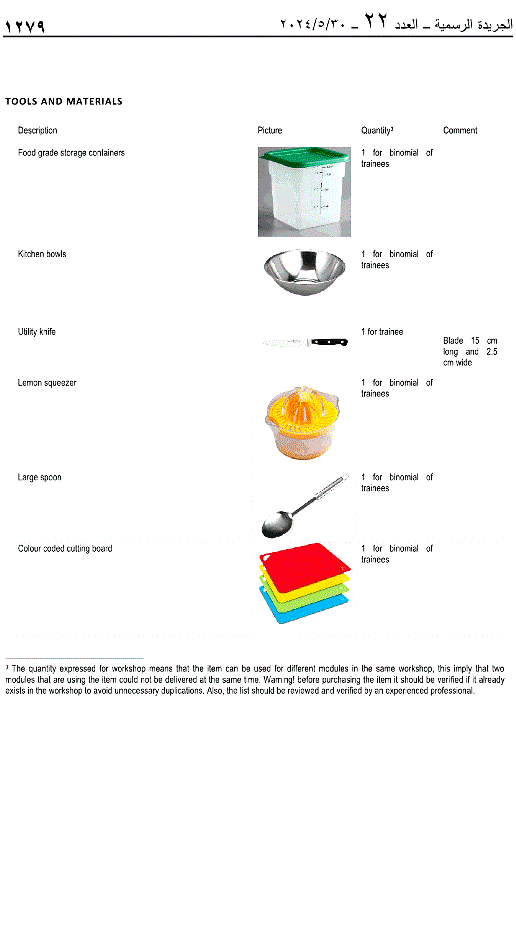 الجريدة الرسمية – العدد ٢٢ – ٢٠٢٤/٥/٣٠
١٢٧٩
TOOLS AND MATERIALS
Description Picture Quantity³ Comment
Food grade storage containers 1 for binomial of
trainees
Kitchen bowls 1 for binomial of
trainees
Utility knife 1 for trainee
Blade 15 cm
long and 2.5
cm wide
Lemon squeezer 1 for binomial of
trainees
Large spoon 1 for binomial of
trainees
Colour coded cutting board 1 for binomial of
trainees
³ The quantity expressed for workshop means that the item can be used for different modules in the same workshop, this imply that two
modules that are using the item could not be delivered at the same time. Warning! before purchasing the item it should be verified if it already
exists in the workshop to avoid unnecessary duplications. Also, the list should be reviewed and verified by an experienced professional.